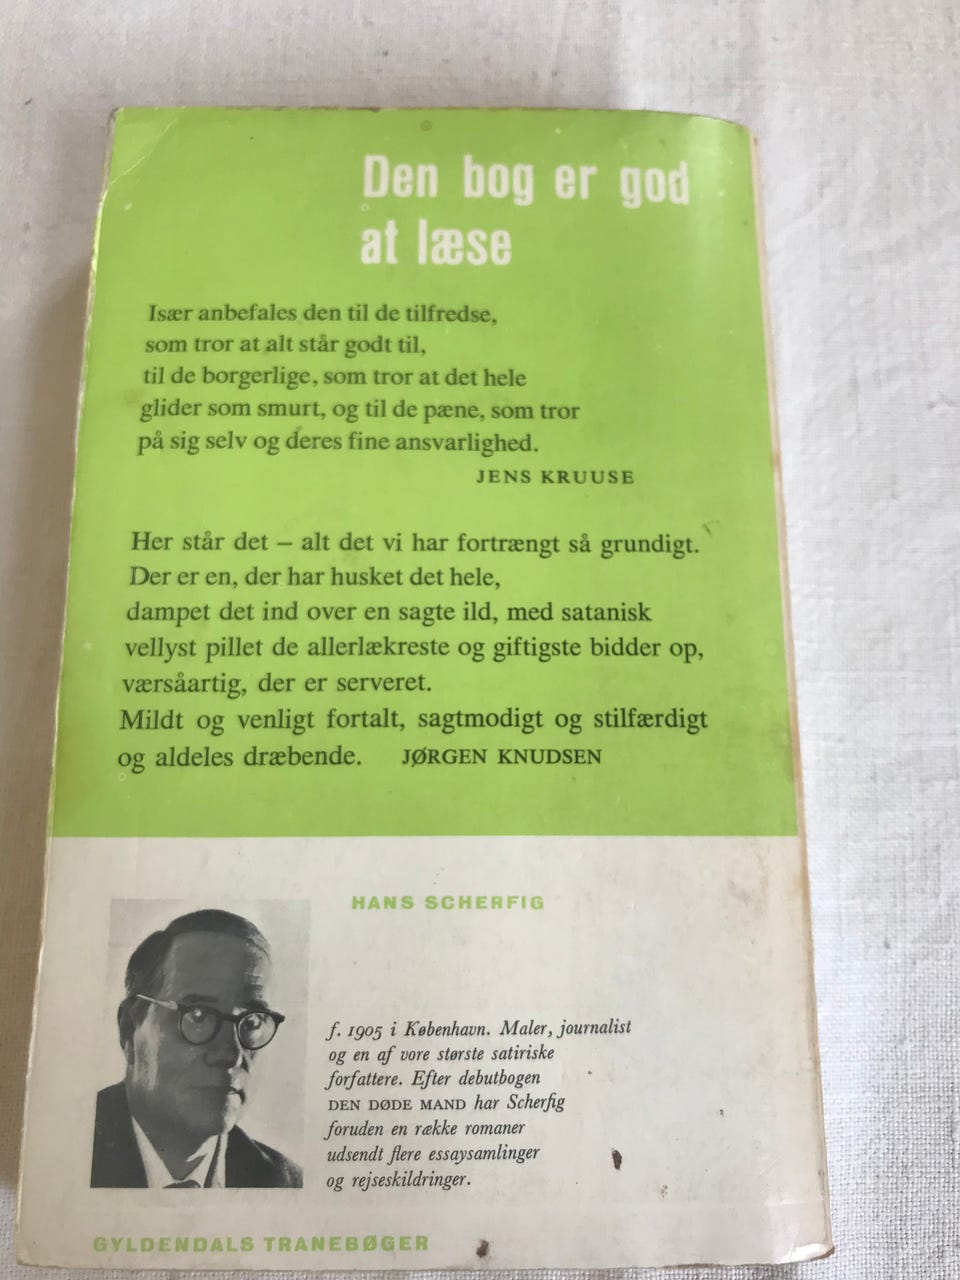 Den bog er god
at læse
Især anbefales den til de tilfredse,
som tror at alt står godt til,
til de borgerlige, som tror at det hele
glider som smurt, og til de pæne, som tror
på sig selv og deres fine ansvarlighed.
JENS KRUUSE
Her står det – alt det vi har fortrængt så grundigt.
Der er en, der har husket det hele,
dampet det ind over en sagte ild, med satanisk
vellyst pillet de allerlækreste og giftigste bidder op,
værsåartig, der er serveret.
Mildt og venligt fortalt, sagtmodigt og stilfærdigt
og aldeles dræbende. JØRGEN KNUDSEN
HANS SCHERFIG
f. 1905 i København. Maler, journalist
og en af vore største satiriske
forfattere. Efter debutbogen
DEN DØDE MAND har Scherfig
foruden en række romaner
udsendt flere essaysamlinger
og rejseskildringer.
GYLDENDALS TRANEBØGER